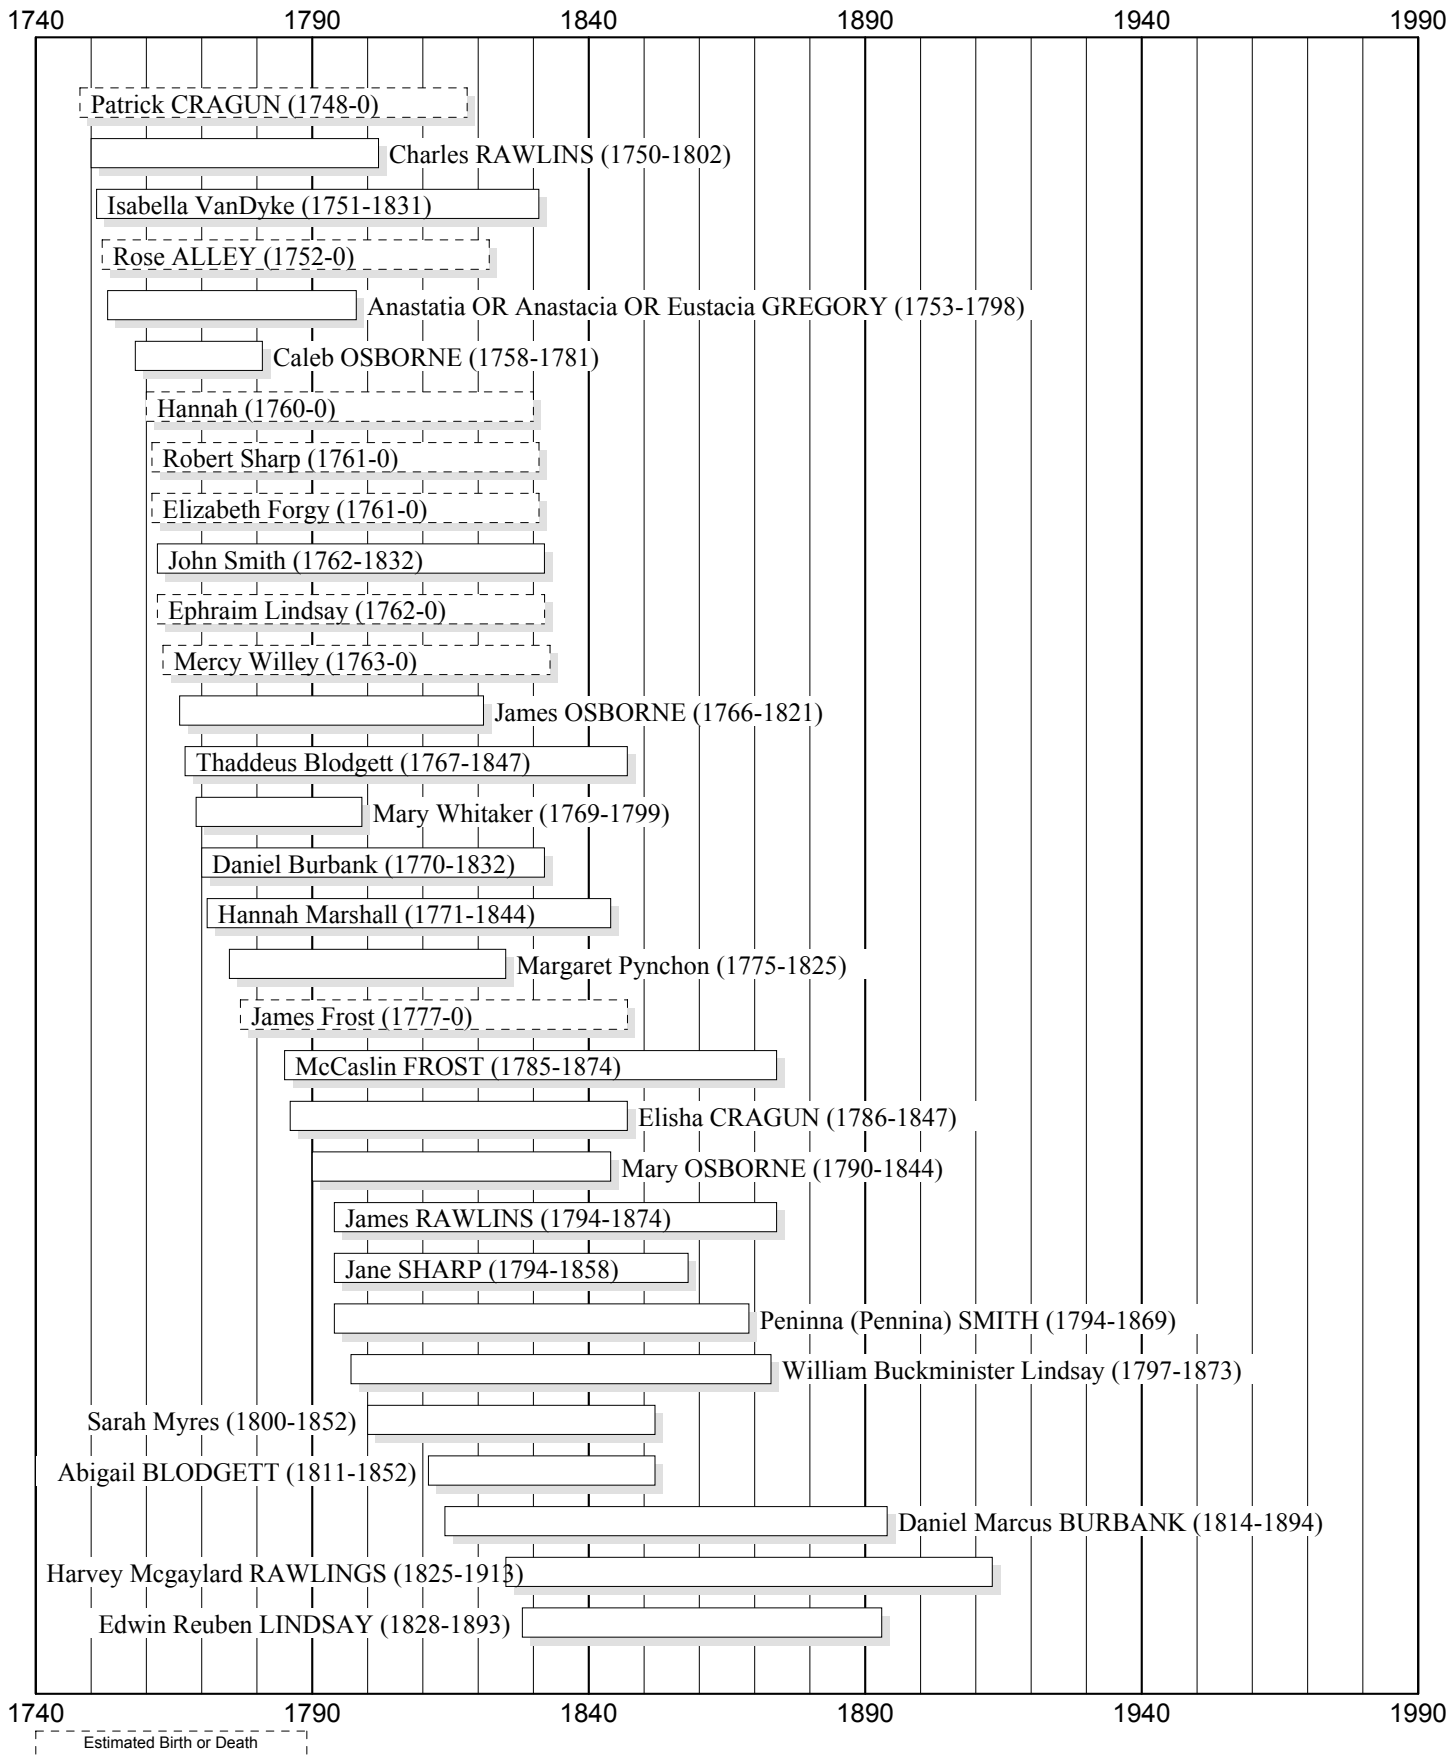 1740 1790 1840 1890 1940 1990
Patrick CRAGUN (1748-0)
Charles RAWLINS (1750-1802)
Isabella VanDyke (1751-1831)
Rose ALLEY (1752-0)
Anastatia OR Anastacia OR Eustacia GREGORY (1753-1798)
Caleb OSBORNE (1758-1781)
Hannah (1760-0)
Robert Sharp (1761-0)
Elizabeth Forgy (1761-0)
John Smith (1762-1832)
Ephraim Lindsay (1762-0)
Mercy Willey (1763-0)
James OSBORNE (1766-1821)
Thaddeus Blodgett (1767-1847)
Mary Whitaker (1769-1799)
Daniel Burbank (1770-1832)
Hannah Marshall (1771-1844)
Margaret Pynchon (1775-1825)
James Frost (1777-0)
McCaslin FROST (1785-1874)
Elisha CRAGUN (1786-1847)
Mary OSBORNE (1790-1844)
James RAWLINS (1794-1874)
Jane SHARP (1794-1858)
Peninna (Pennina) SMITH (1794-1869)
William Buckminister Lindsay (1797-1873)
Sarah Myres (1800-1852)
Abigail BLODGETT (1811-1852)
Daniel Marcus BURBANK (1814-1894)
Harvey Mcgaylard RAWLINGS (1825-1913)
Edwin Reuben LINDSAY (1828-1893)
1740 1790 1840 1890 1940 1990
Estimated Birth or Death